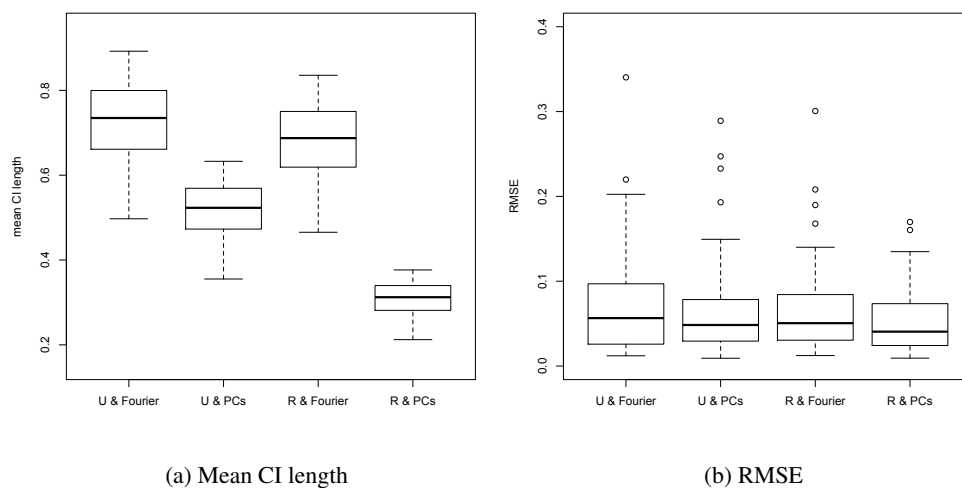 mean CI length
0.8
0.6
0.4
0.2
U & Fourier U & PCs R & Fourier R & PCs
(a) Mean CI length
RMSE
0.4
0.3
0.2
0.1
0.0
U & Fourier U & PCs R & Fourier R & PCs
(b) RMSE